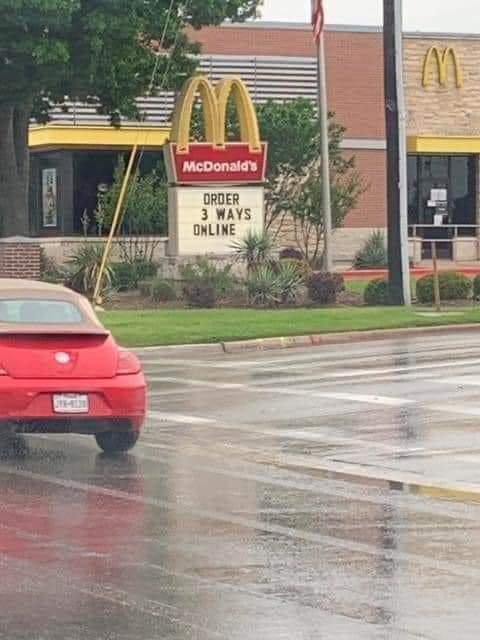 McDonald's
ORDER
3 WAYS
ONLINE